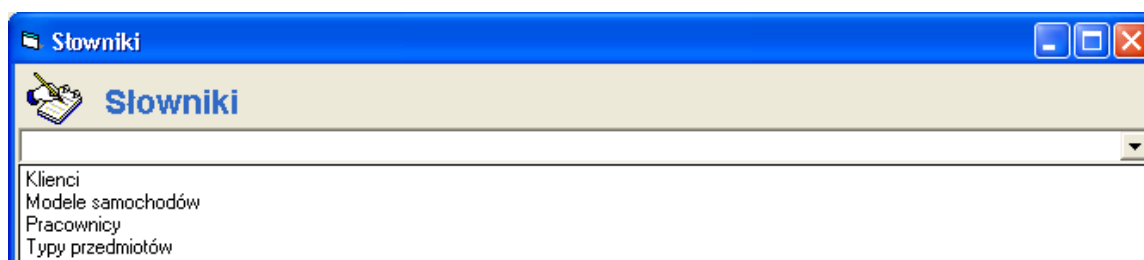 Słowniki
Słowniki
Klienci
Modele samochodów
Pracownicy
Typy przedmiotów